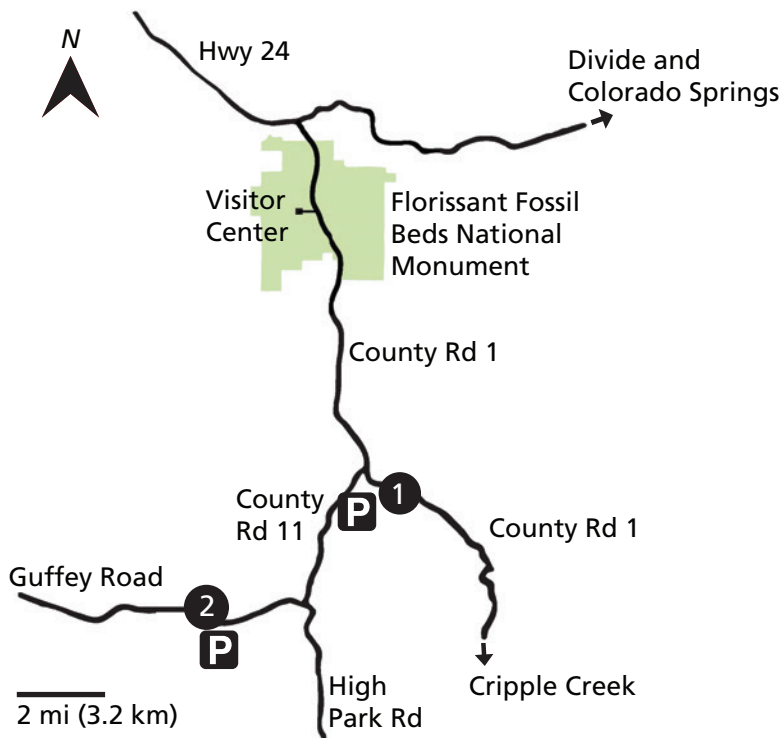 N
Hwy 24
Divide and
Colorado Springs
Visitor
Center
Florissant Fossil
Beds National
Monument
County Rd 1
County
Rd 11
P
1
County Rd 1
Guffey Road
2
P
2 mi (3.2 km)
High
Park Rd
Cripple Creek